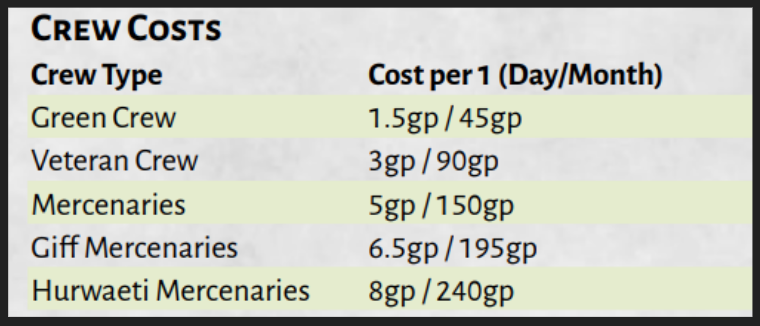 Crew Costs
Crew Type Cost per 1 (Day/Month)
Green Crew 1.5gp / 45gp
Veteran Crew 3gp / 90gp
Mercenaries 5gp / 150gp
Giff Mercenaries 6.5gp / 195gp
Hurwaeti Mercenaries 8gp / 240gp